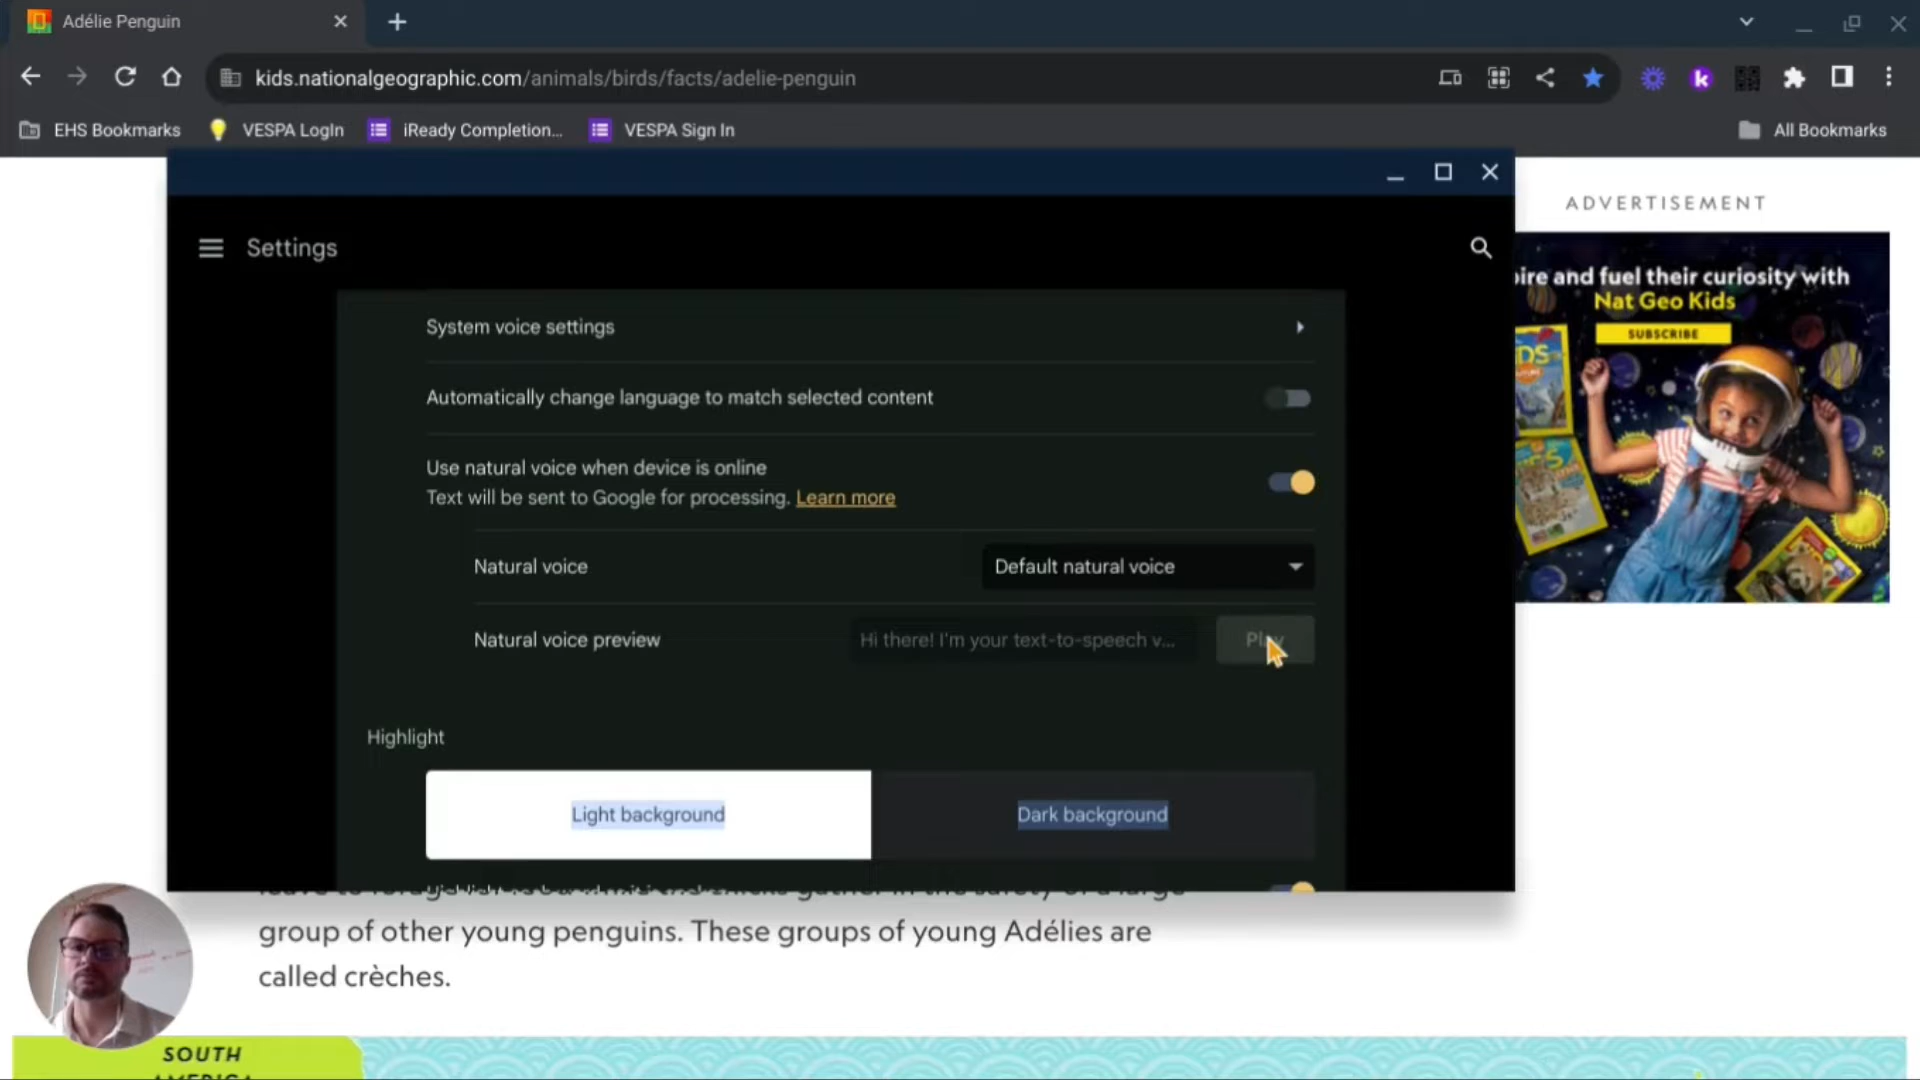 Adélie Penguin
kids.nationalgeographic.com/animals/birds/facts/adelie-penguin
EHS Bookmarks
VESPA LogIn
iReady Completion...
VESPA Sign In
All Bookmarks
Settings
System voice settings
Automatically change language to match selected content
Use natural voice when device is online
Text will be sent to Google for processing. Learn more
Natural voice
Default natural voice
Natural voice preview
Hi there! I'm your text-to-speech v...
Play
Highlight
Light background
Dark background
ADVERTISEMENT
ire and fuel their curiosity with
Nat Geo Kids
SUBSCRIBE
group of other young penguins. These groups of young Adélies are
called crèches.
SOUTH
AMERICA